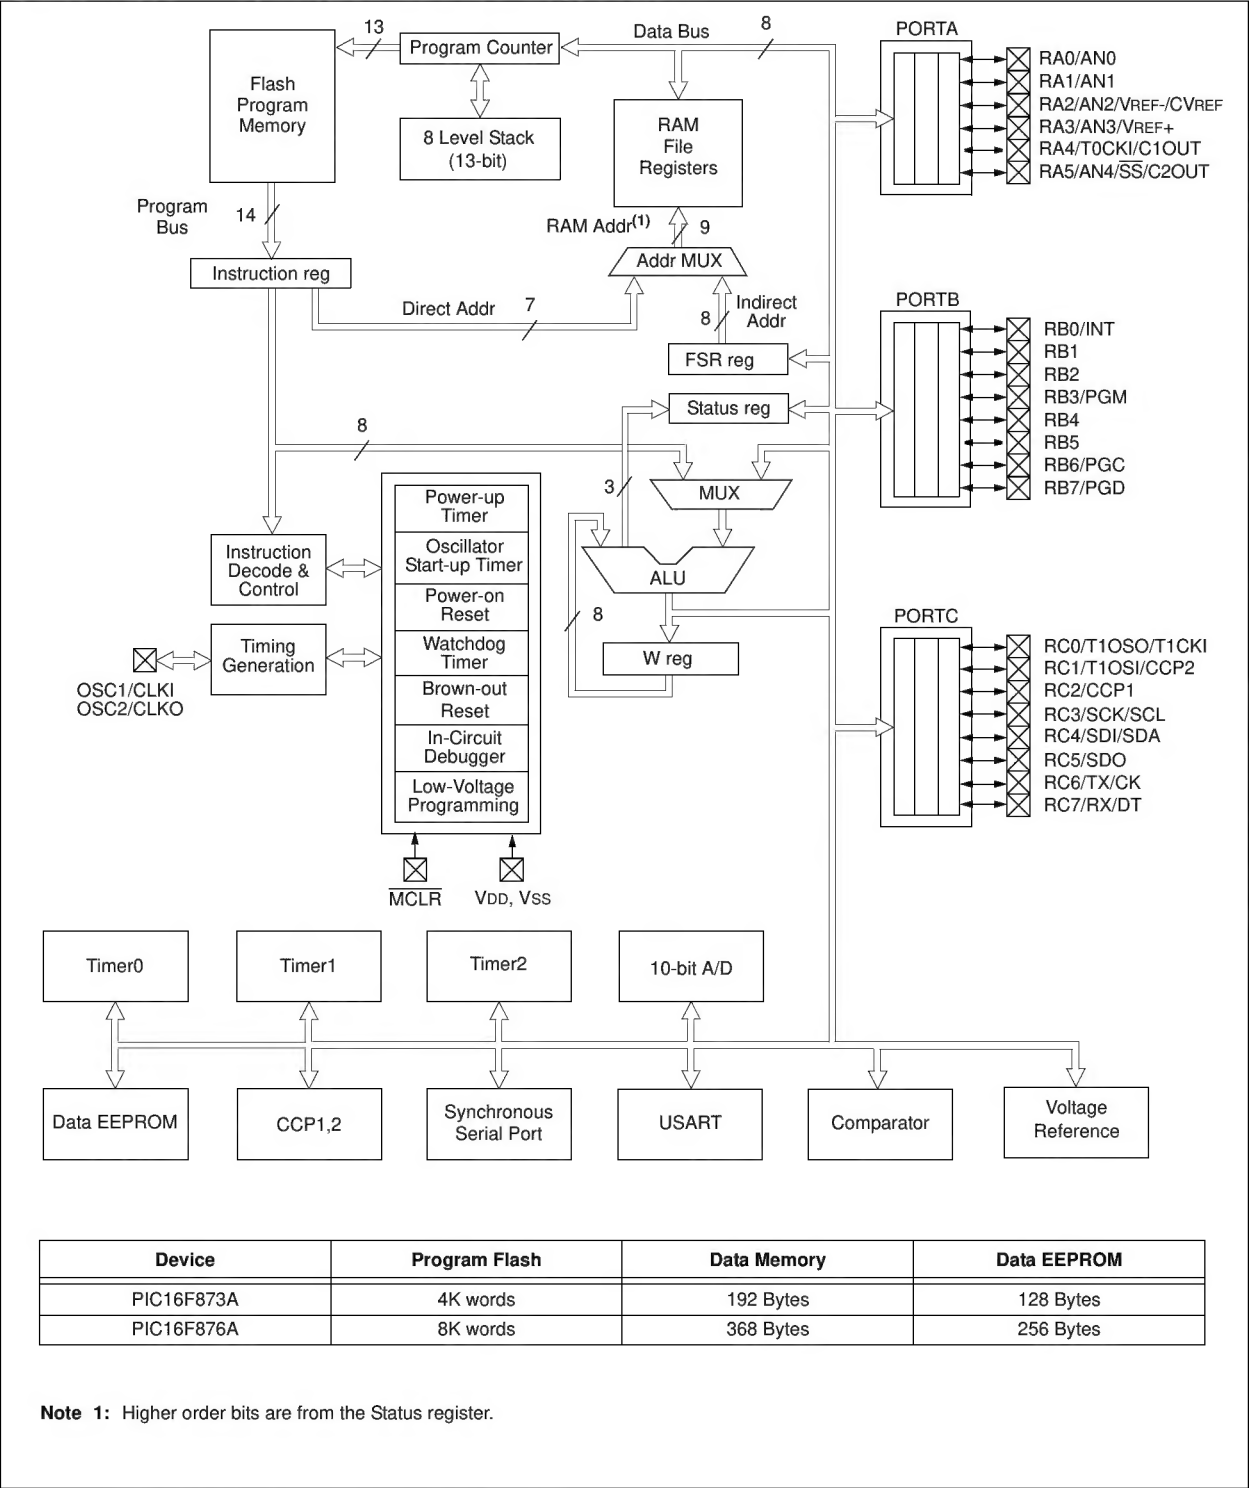 13
Data Bus
8
PORTA
Flash
Program
Memory
Program Counter
8 Level Stack
(13-bit)
RAM
File
Registers
RA0/AN0
RA1/AN1
RA2/AN2/VREF-/CVREF
RA3/AN3/VREF+
RA4/T0CKI/C1OUT
RA5/AN4/SS/C2OUT
Program
Bus
14
RAM Addr(1)
9
Instruction reg
Addr MUX
Direct Addr
7
8
Indirect
Addr
FSR reg
Status reg
PORTB
RB0/INT
RB1
RB2
RB3/PGM
RB4
RB5
RB6/PGC
RB7/PGD
8
3
MUX
Power-up
Timer
Oscillator
Start-up Timer
Power-on
Reset
Watchdog
Timer
Brown-out
Reset
In-Circuit
Debugger
Low-Voltage
Programming
Instruction
Decode &
Control
ALU
8
W reg
Timing
Generation
OSC1/CLKI
OSC2/CLKO
PORTC
RC0/T1OSO/T1CKI
RC1/T1OSI/CCP2
RC2/CCP1
RC3/SCK/SCL
RC4/SDI/SDA
RC5/SDO
RC6/TX/CK
RC7/RX/DT
MCLR
VDD, VSS
Timer0
Timer1
Timer2
10-bit A/D
Data EEPROM
CCP1,2
Synchronous
Serial Port
USART
Comparator
Voltage
Reference
Device Program Flash Data Memory Data EEPROM
PIC16F873A 4K words 192 Bytes 128 Bytes
PIC16F876A 8K words 368 Bytes 256 Bytes
Note 1: Higher order bits are from the Status register.